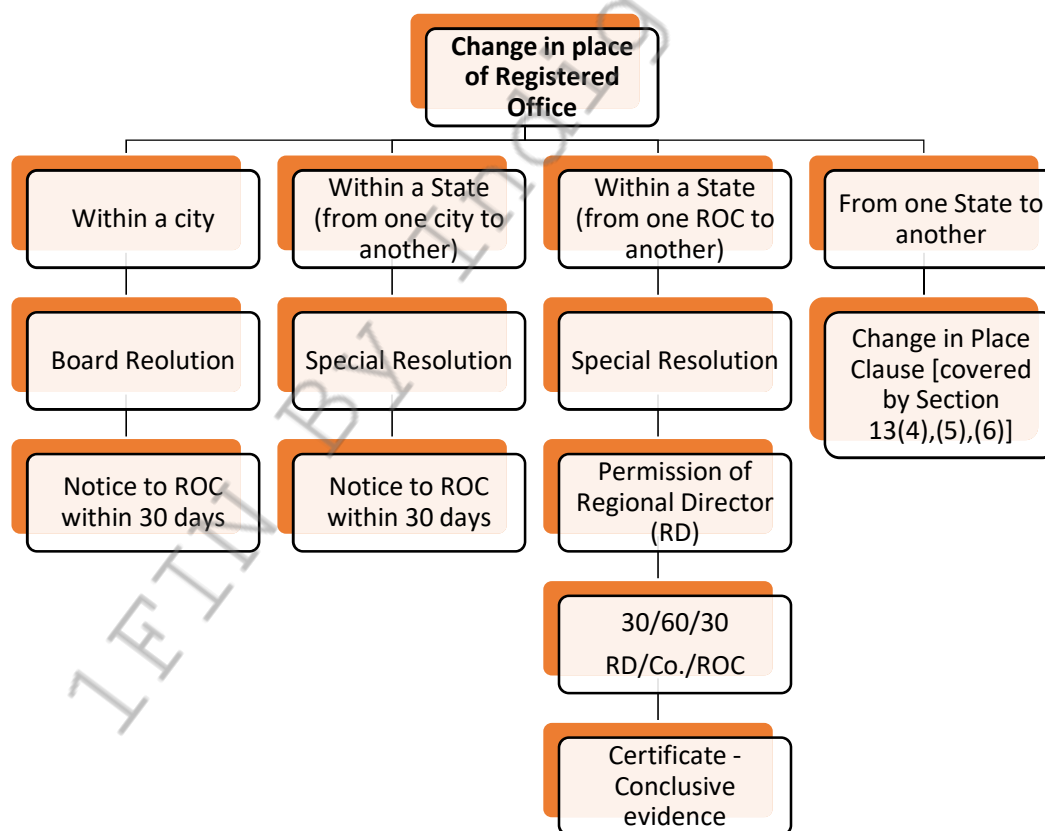 Change in place
of Registered
Office
Within a city
Board Reolution
Notice to ROC
within 30 days
Within a State
(from one city to
another)
Special Resolution
Notice to ROC
within 30 days
Within a State
(from one ROC to
another)
Special Resolution
Permission of
Regional Director
(RD)
30/60/30
RD/Co./ROC
Certificate -
Conclusive
evidence
From one State to
another
Change in Place
Clause [covered
by Section
13(4),(5),(6)]
1FIN By Indig